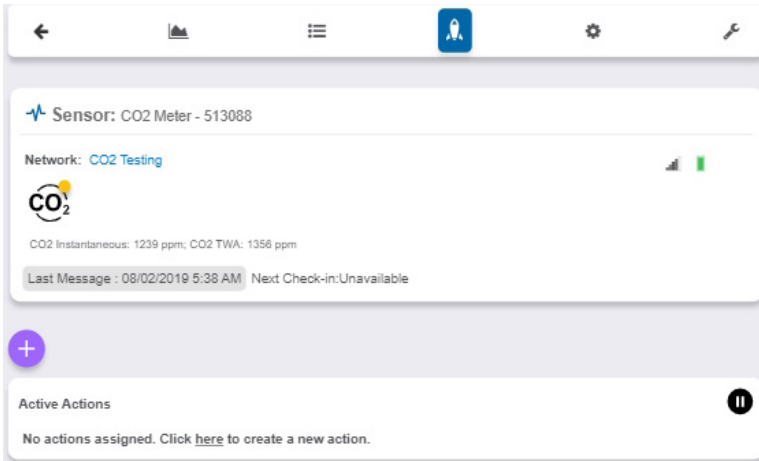 Sensor: CO2 Meter - 513088
Network: CO2 Testing
CO2
CO2 Instantaneous: 1239 ppm; CO2 TWA: 1356 ppm
Last Message : 08/02/2019 5:38 AM Next Check-in:Unavailable
Active Actions
No actions assigned. Click here to create a new action.